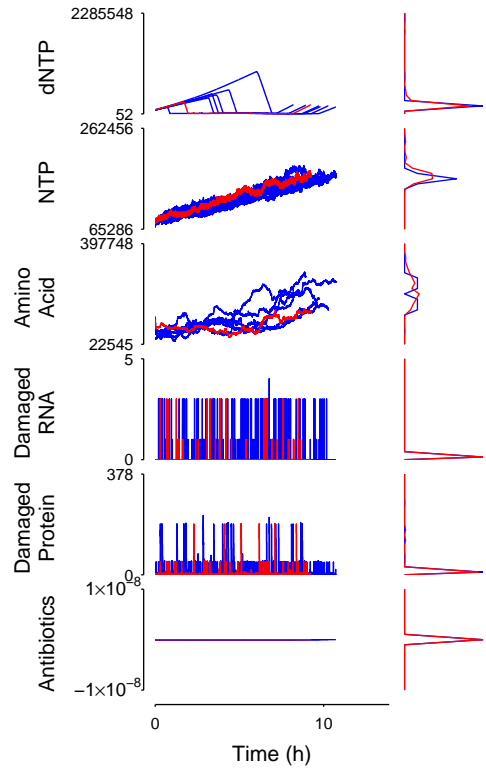 2285548
dNTP
52
262456
NTP
65286
397748
Amino
Acid
22545
5
Damaged
RNA
0
378
Damaged
Protein
0
1×10⁻⁸
Antibiotics
−1×10⁻⁸
0 10
Time (h)